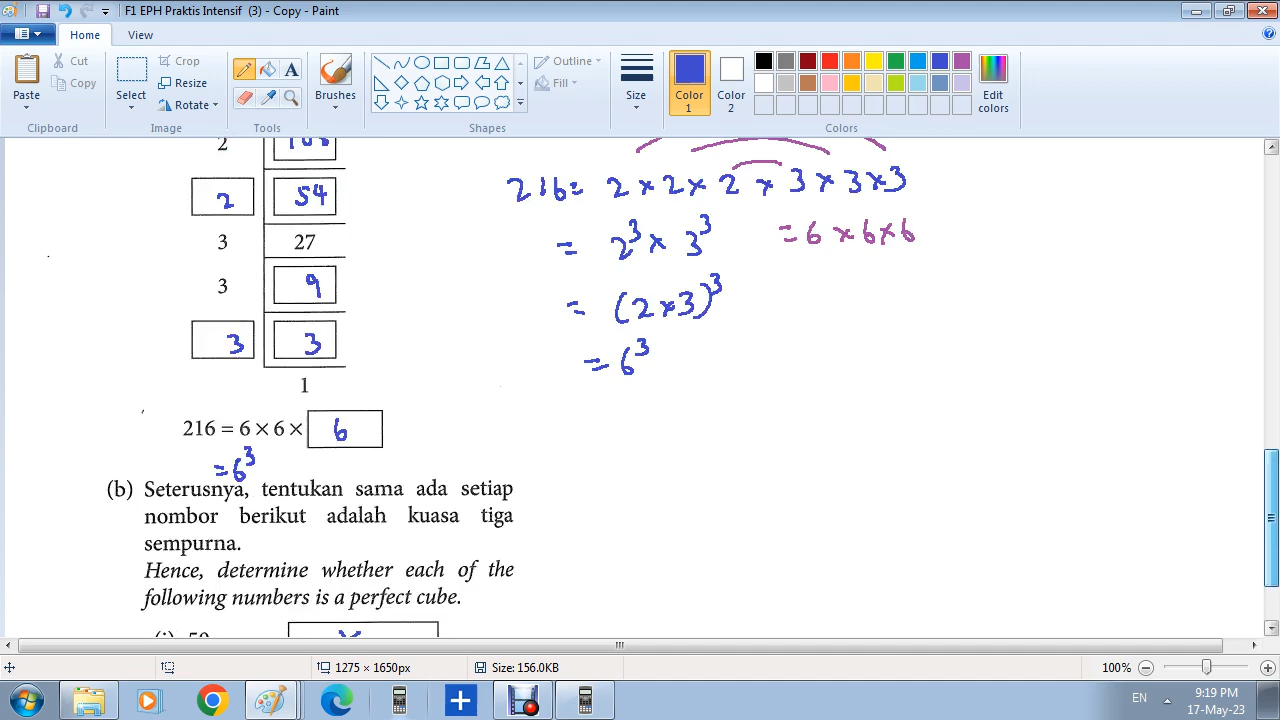 F1 EPH Praktis Intensif (3) - Copy - Paint
Home View
Paste
Cut
Copy
Select
Crop
Resize
Rotate
A
Brushes
Outline
Fill
Size
Color 1
Color 2
Edit colors
Clipboard Image Tools Shapes Colors
2 108
2 54
3 27
3 9
3 3
1
216 = 6 × 6 × 6
= 6³
216 = 2 × 2 × 2 × 3 × 3 × 3
= 2³ × 3³
= 6 × 6 × 6
= (2 × 3)³
= 6³
(b) Seterusnya, tentukan sama ada setiap
nombor berikut adalah kuasa tiga
sempurna.
Hence, determine whether each of the
following numbers is a perfect cube.
(i) 50
1275 × 1650px
Size: 156.0KB
100%
EN
9:19 PM
17-May-23